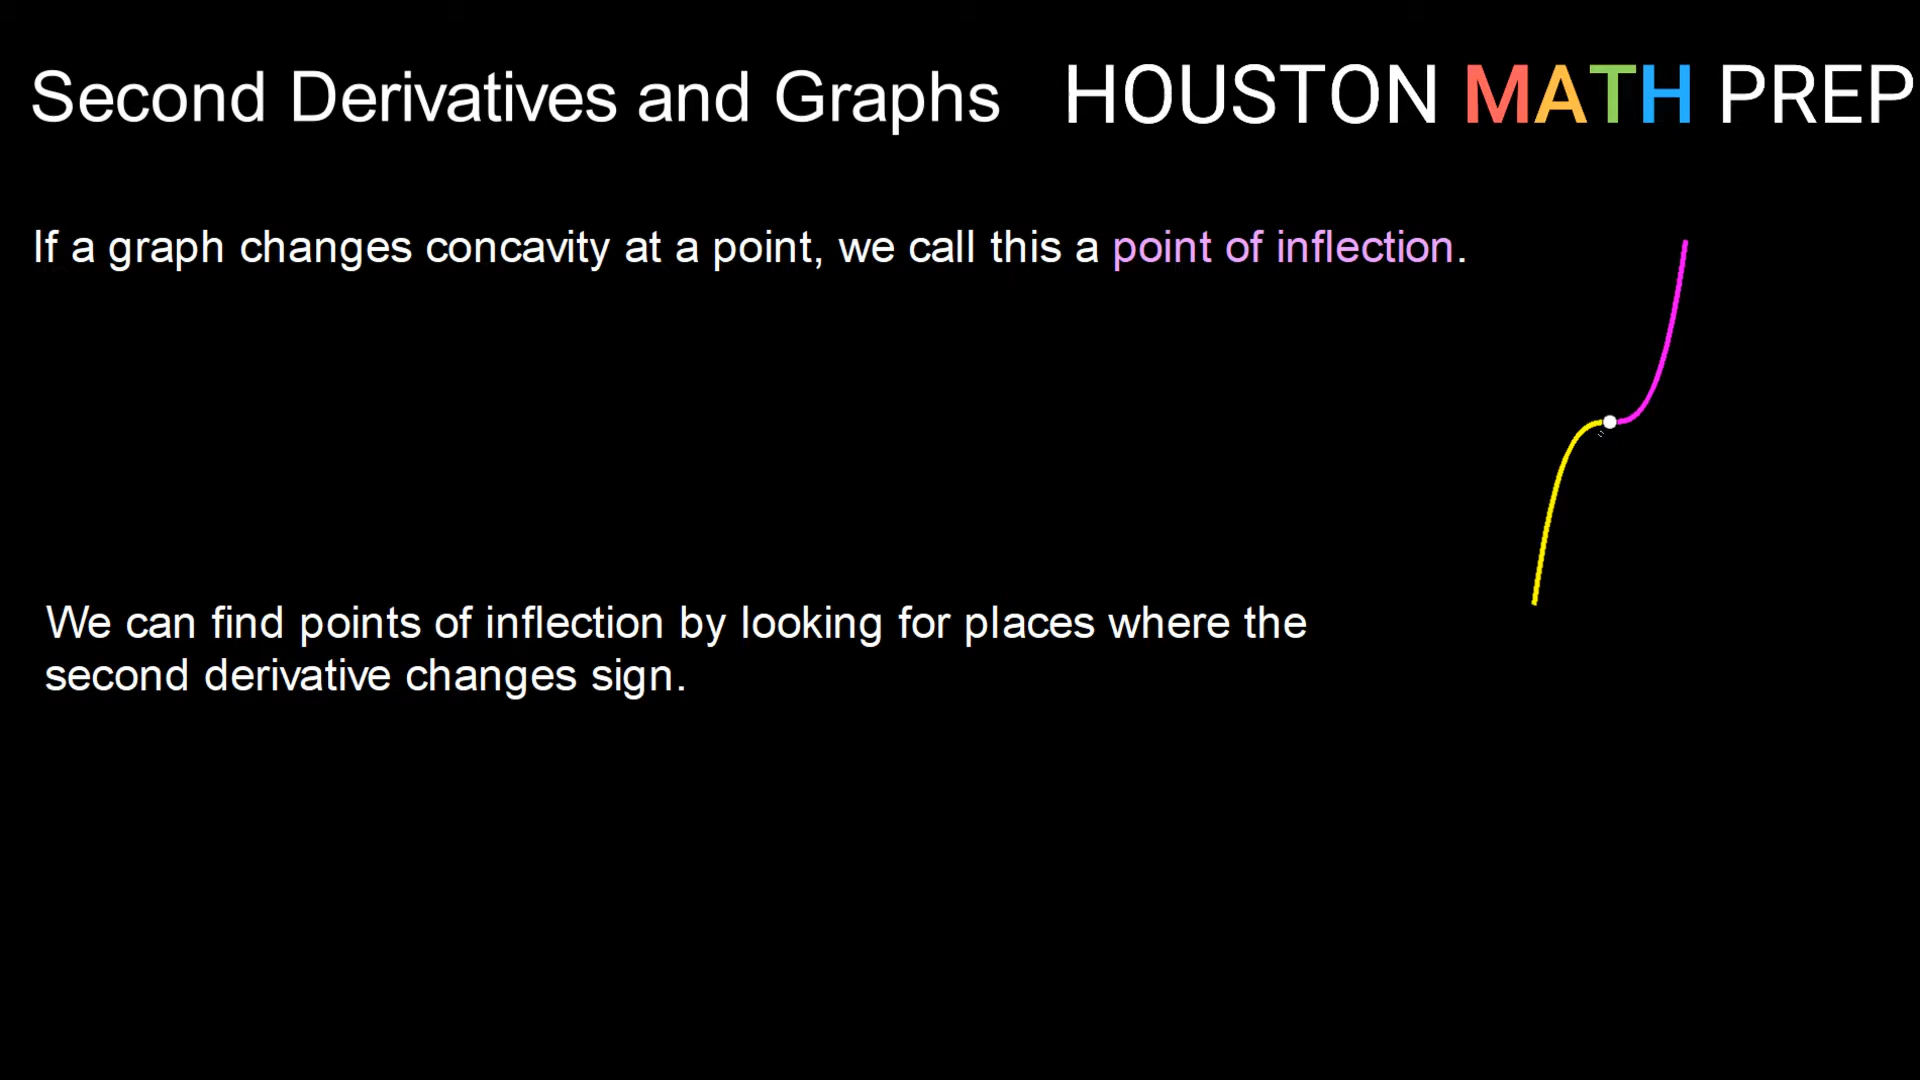 Second Derivatives and Graphs
HOUSTON MATH PREP
If a graph changes concavity at a point, we call this a point of inflection.
We can find points of inflection by looking for places where the
second derivative changes sign.